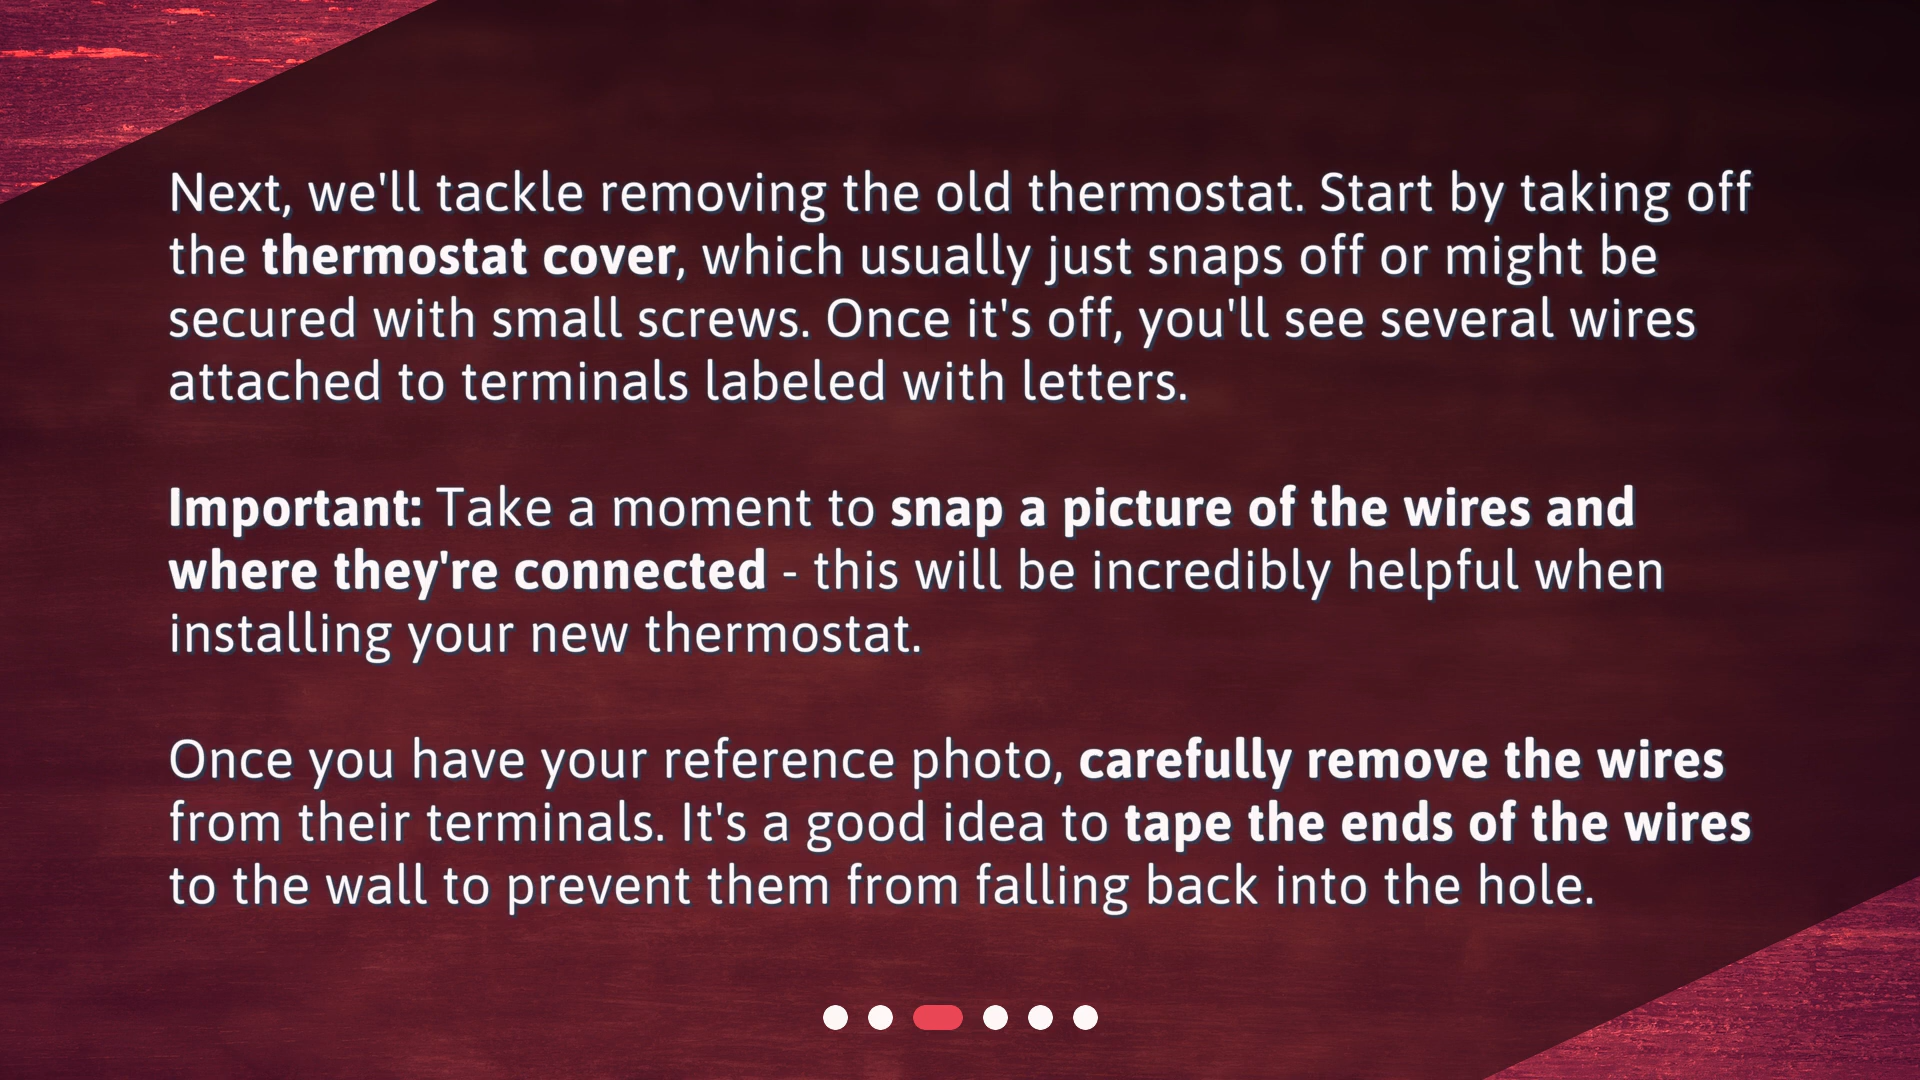 Next, we'll tackle removing the old thermostat. Start by taking off
the thermostat cover, which usually just snaps off or might be
secured with small screws. Once it's off, you'll see several wires
attached to terminals labeled with letters.
Important: Take a moment to snap a picture of the wires and
where they're connected - this will be incredibly helpful when
installing your new thermostat.
Once you have your reference photo, carefully remove the wires
from their terminals. It's a good idea to tape the ends of the wires
to the wall to prevent them from falling back into the hole.